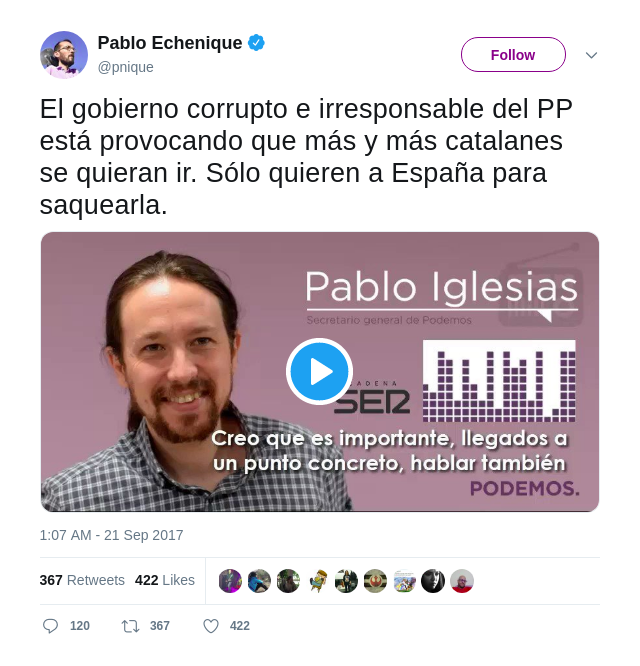 Pablo Echenique
@pnique
Follow
El gobierno corrupto e irresponsable del PP
está provocando que más y más catalanes
se quieran ir. Sólo quieren a España para
saquearla.
Pablo Iglesias
Secretario general de Podemos
CADENA
SER
Creo que es importante, llegados a
un punto concreto, hablar también
PODEMOS.
1:07 AM - 21 Sep 2017
367 Retweets 422 Likes
120 367 422